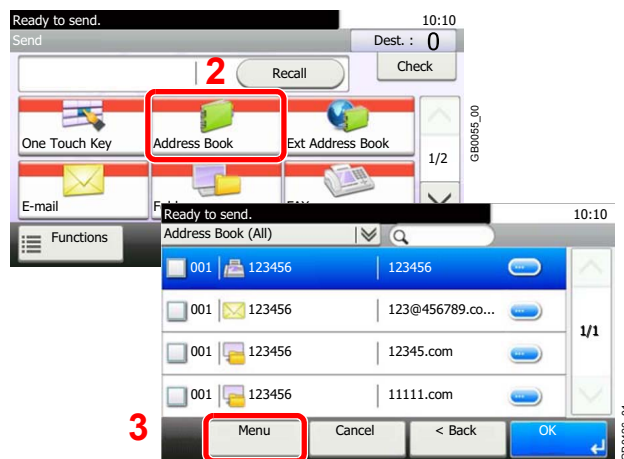 Ready to send. 10:10
Send Dest. : 0
2 Recall Check
One Touch Key Address Book Ext Address Book 1/2
GB0055_00
E-mail
Functions
Ready to send. 10:10
Address Book (All)
001 123456 123456
001 123456 123@456789.co...
001 123456 12345.com
001 123456 11111.com
1/1
3 Menu Cancel < Back OK